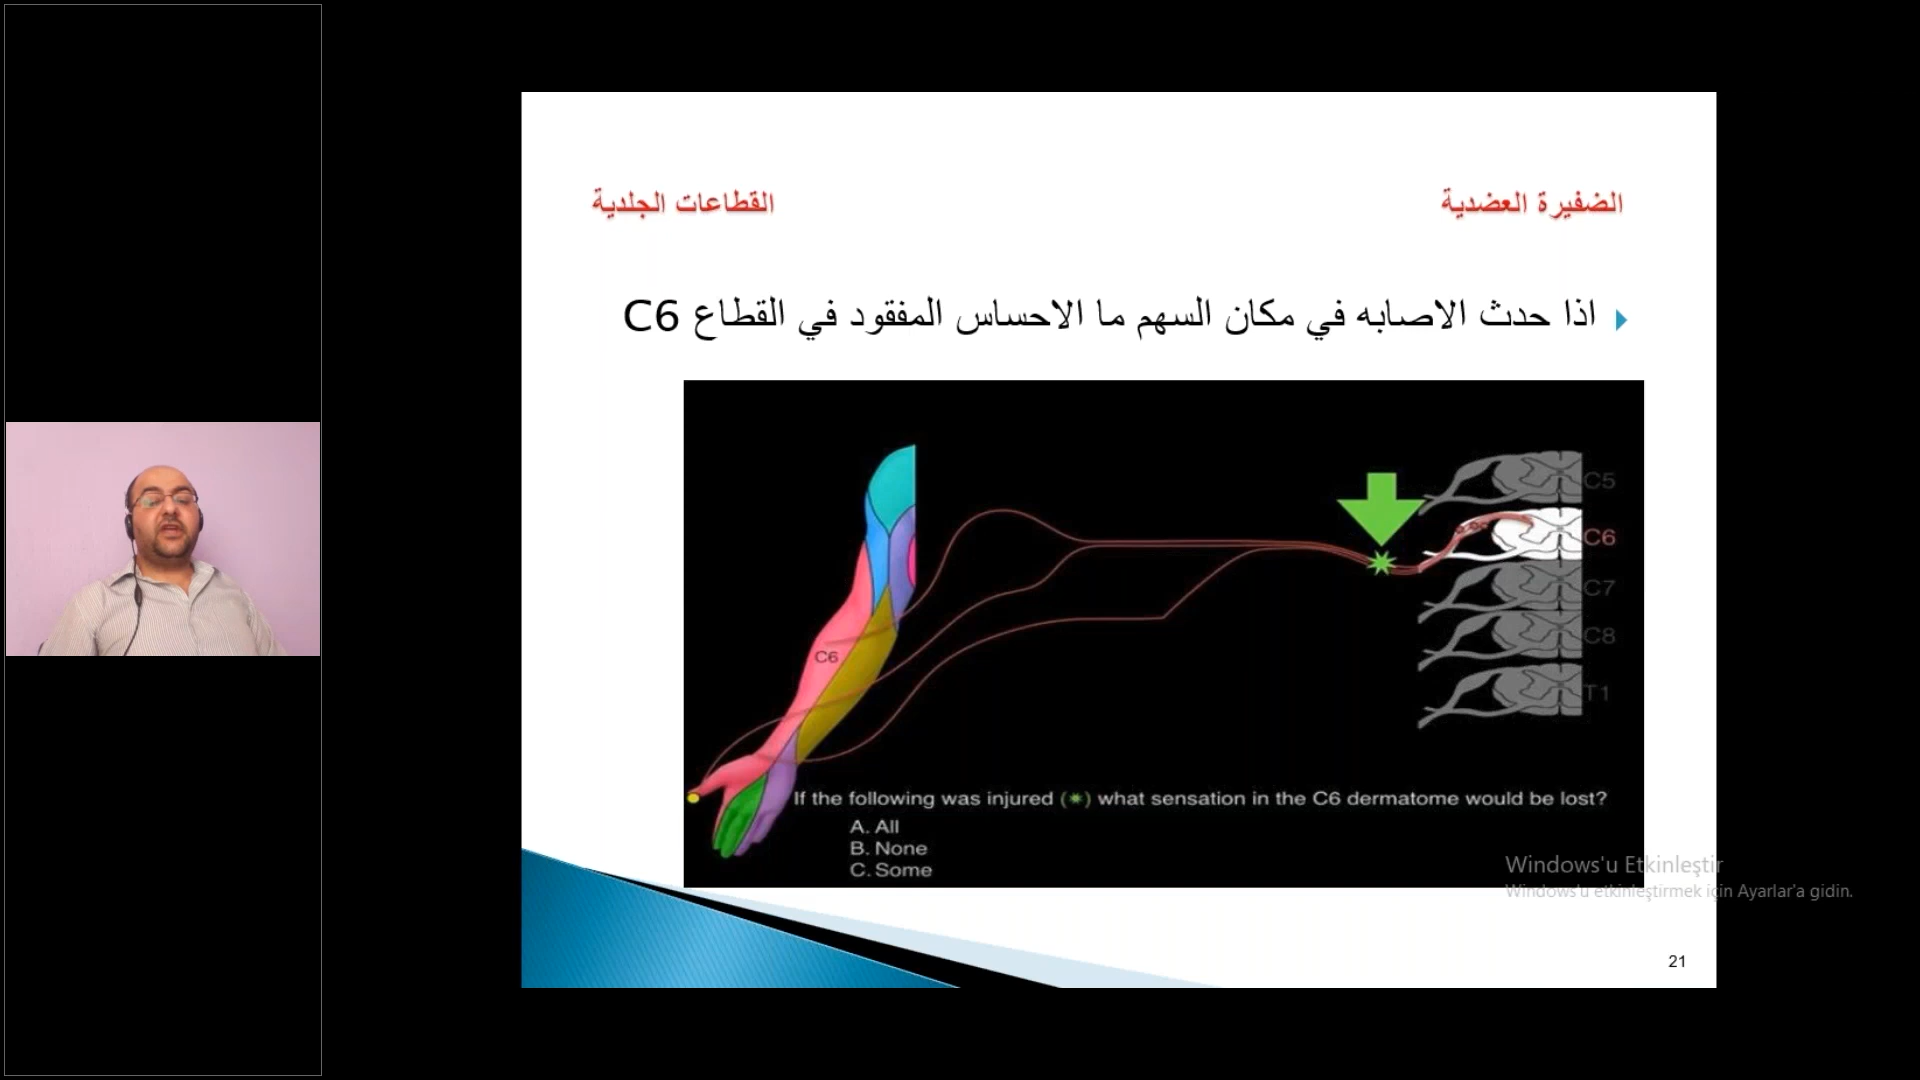 الضفيرة العضدية
القطاعات الجلدية
اذا حدث الاصابه في مكان السهم ما الاحساس المفقود في القطاع C6
C5
C6
C7
C8
T1
C6
If the following was injured (✷) what sensation in the C6 dermatome would be lost?
A. All
B. None
C. Some
Windows'u Etkinleştir
Windows'u etkinleştirmek için Ayarlar'a gidin.
21